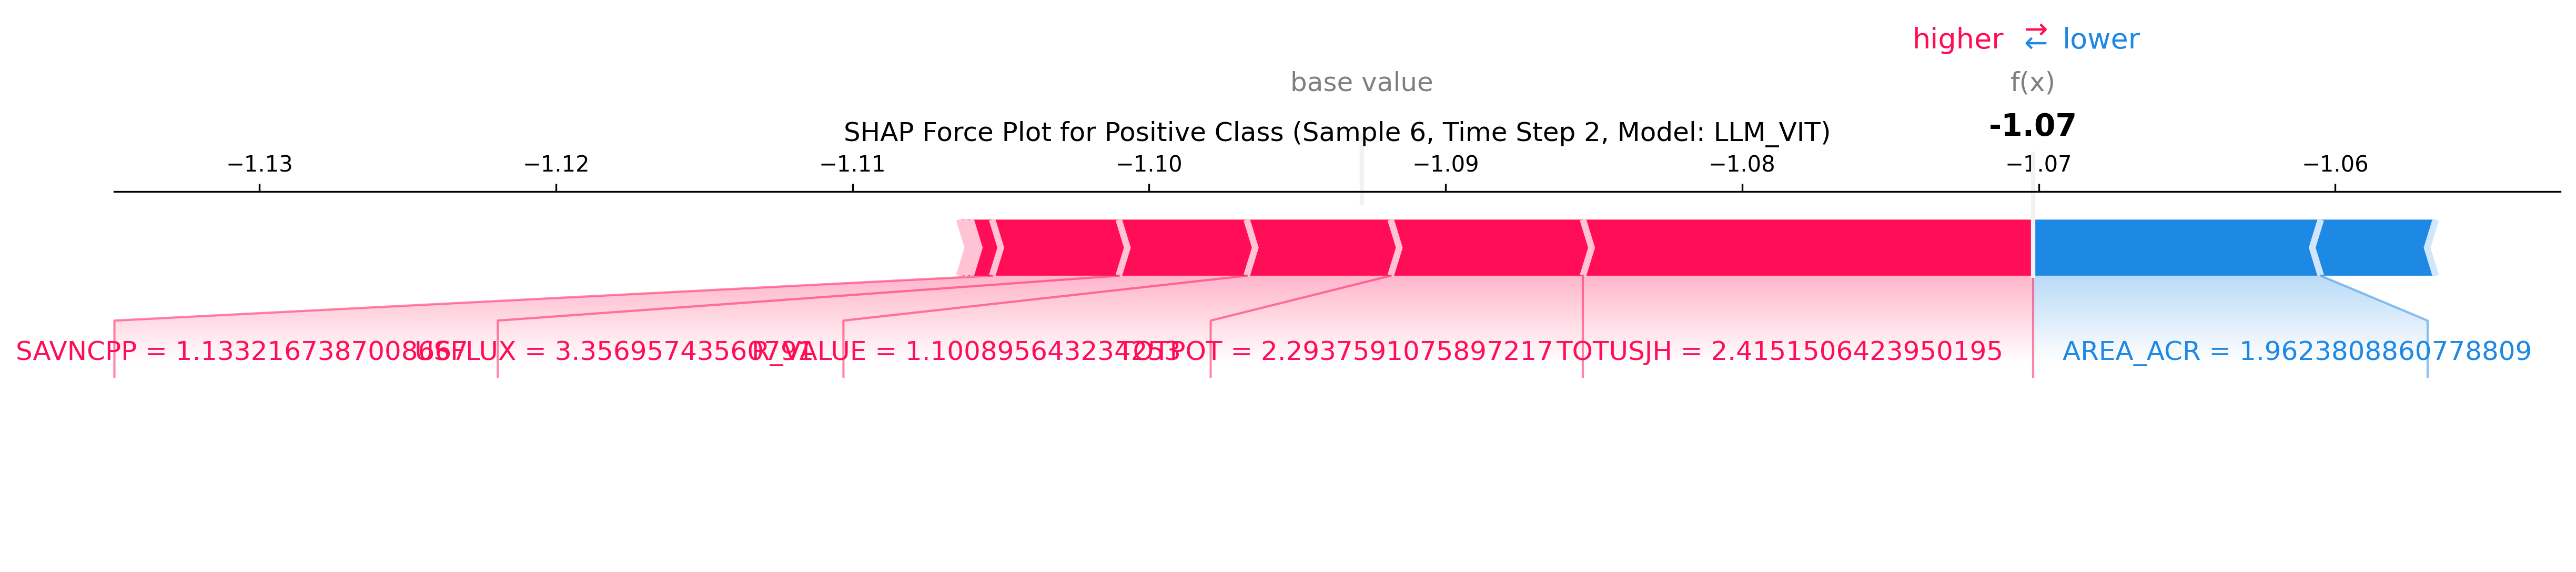 higher ⇄ lower
base value f(x)
SHAP Force Plot for Positive Class (Sample 6, Time Step 2, Model: LLM_VIT) -1.07
−1.13 −1.12 −1.11 −1.10 −1.09 −1.08 −1.07 −1.06
SAVNCPP = 1.1332167387008667 USFLUX = 3.35695743560791 R_VALUE = 1.100895643234253 TOTPOT = 2.2937591075897217 TOTUSJH = 2.4151506423950195 AREA_ACR = 1.9623808860778809